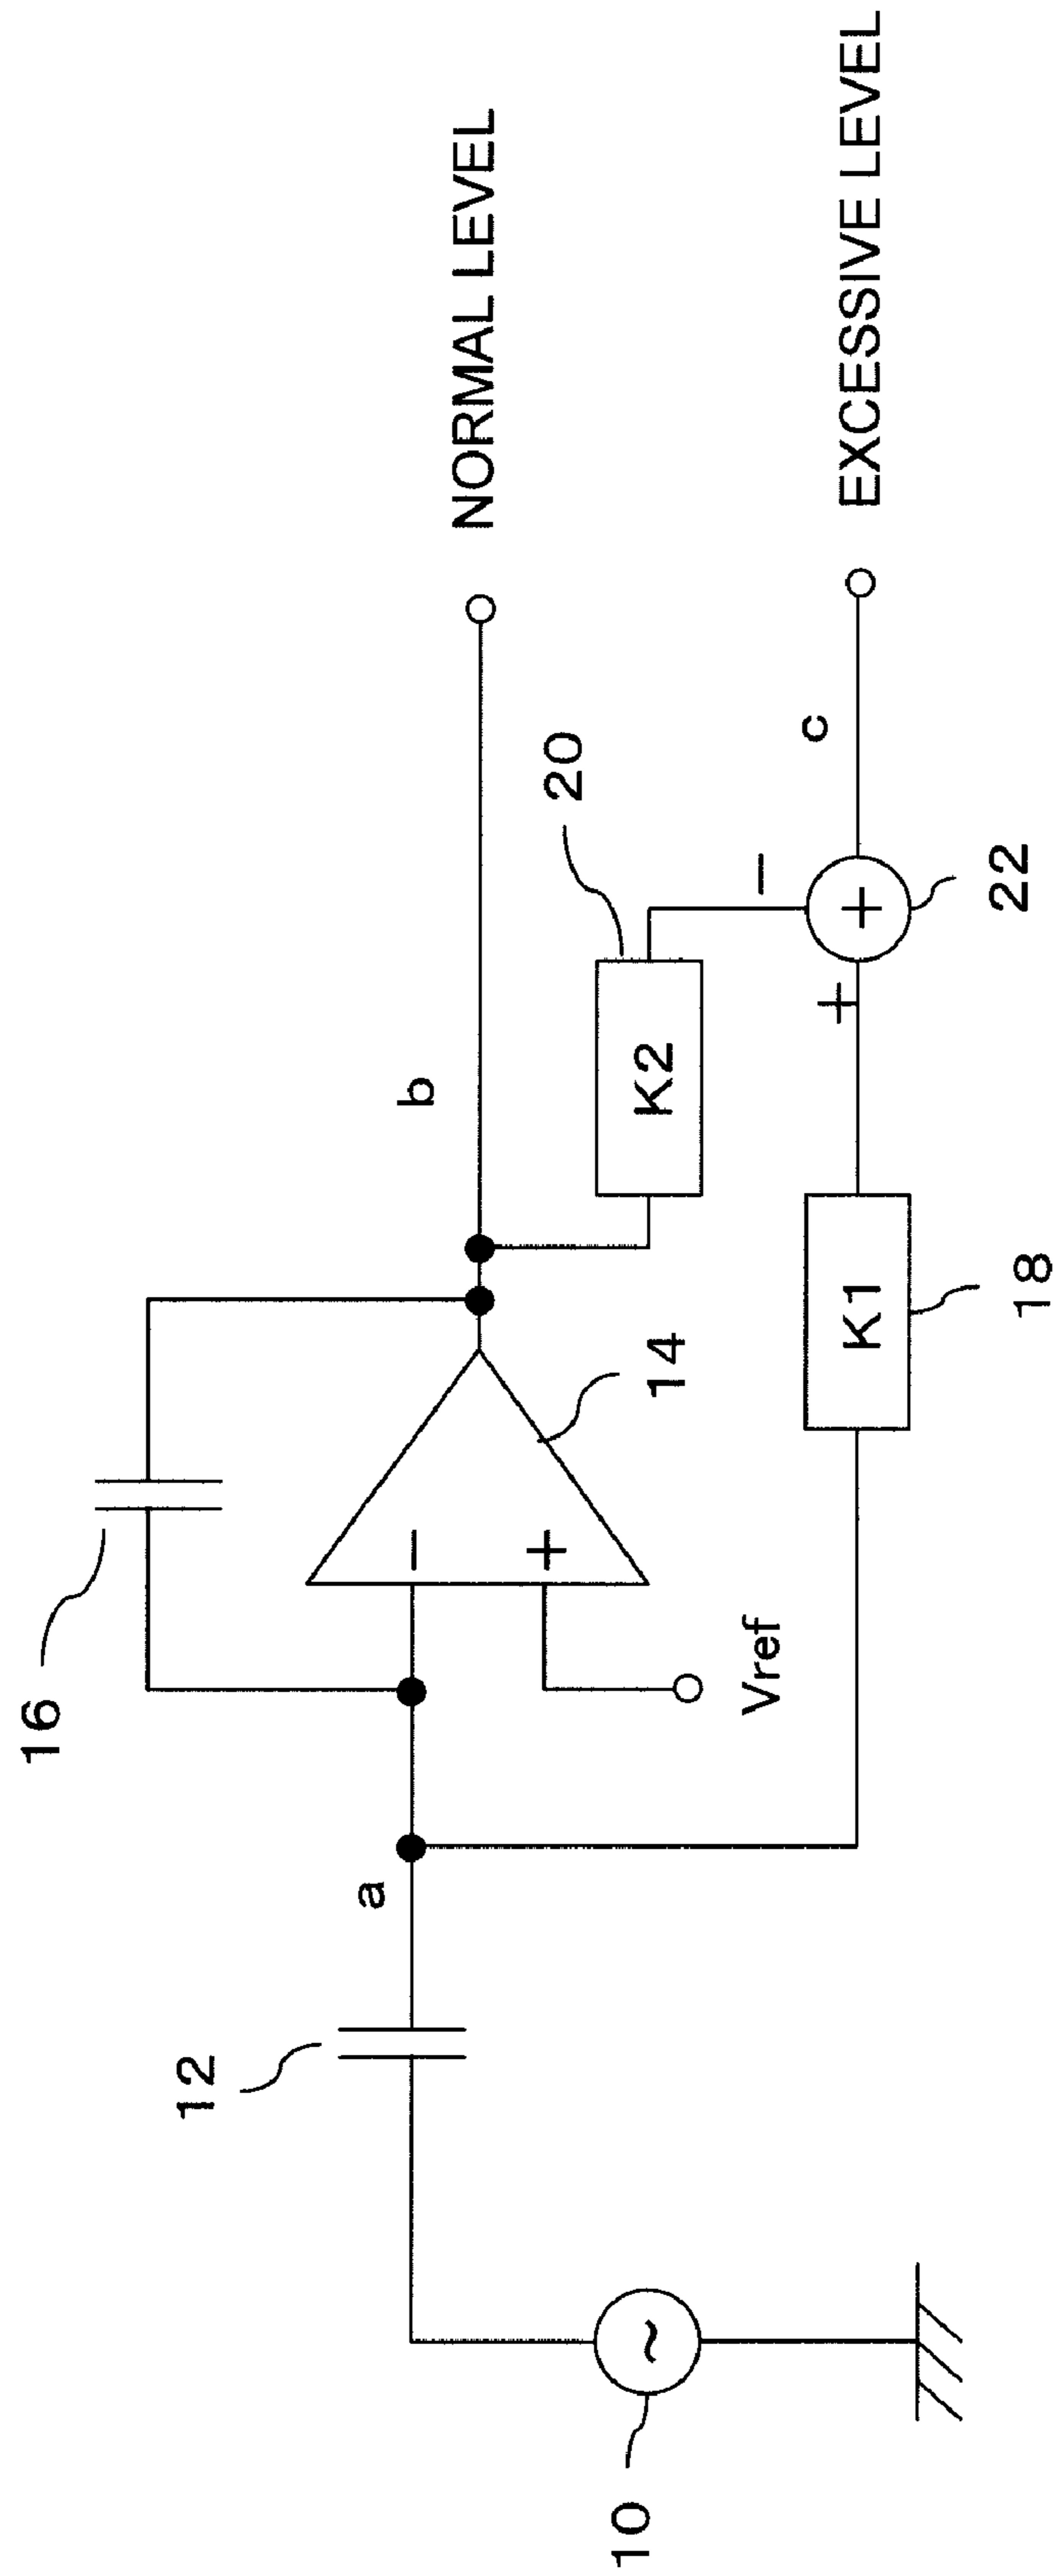 16
12
a
b
NORMAL LEVEL
−
+
14
20
10
~
Vref
K2
−
c
EXCESSIVE LEVEL
K1
+
+
18
22